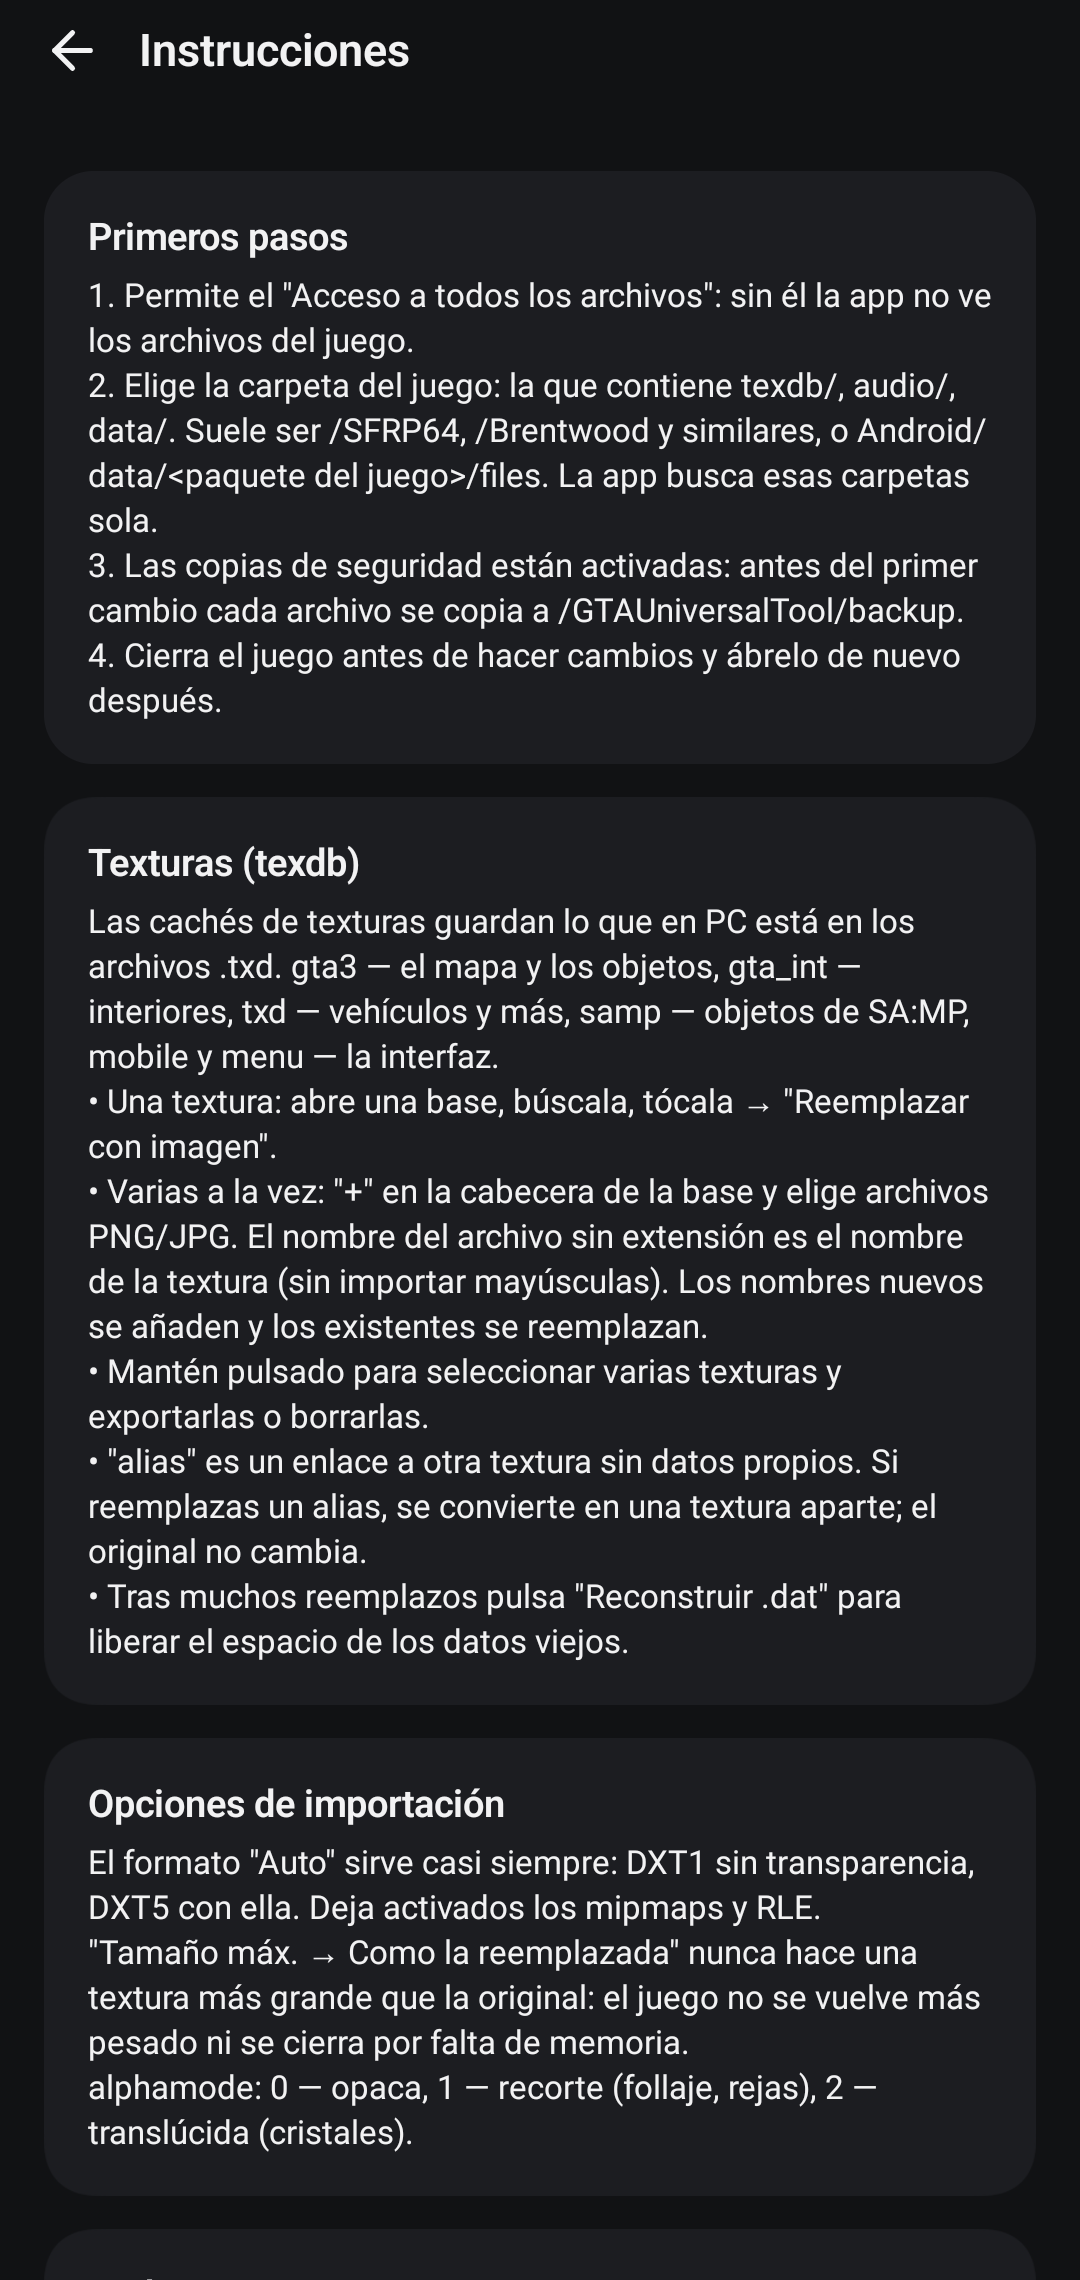 Instrucciones
Primeros pasos
1. Permite el "Acceso a todos los archivos": sin él la app no ve
los archivos del juego.
2. Elige la carpeta del juego: la que contiene texdb/, audio/,
data/. Suele ser /SFRP64, /Brentwood y similares, o Android/
data/<paquete del juego>/files. La app busca esas carpetas
sola.
3. Las copias de seguridad están activadas: antes del primer
cambio cada archivo se copia a /GTAUniversalTool/backup.
4. Cierra el juego antes de hacer cambios y ábrelo de nuevo
después.
Texturas (texdb)
Las cachés de texturas guardan lo que en PC está en los
archivos .txd. gta3 — el mapa y los objetos, gta_int —
interiores, txd — vehículos y más, samp — objetos de SA:MP,
mobile y menu — la interfaz.
• Una textura: abre una base, búscala, tócala → "Reemplazar
con imagen".
• Varias a la vez: "+" en la cabecera de la base y elige archivos
PNG/JPG. El nombre del archivo sin extensión es el nombre
de la textura (sin importar mayúsculas). Los nombres nuevos
se añaden y los existentes se reemplazan.
• Mantén pulsado para seleccionar varias texturas y
exportarlas o borrarlas.
• "alias" es un enlace a otra textura sin datos propios. Si
reemplazas un alias, se convierte en una textura aparte; el
original no cambia.
• Tras muchos reemplazos pulsa "Reconstruir .dat" para
liberar el espacio de los datos viejos.
Opciones de importación
El formato "Auto" sirve casi siempre: DXT1 sin transparencia,
DXT5 con ella. Deja activados los mipmaps y RLE.
"Tamaño máx. → Como la reemplazada" nunca hace una
textura más grande que la original: el juego no se vuelve más
pesado ni se cierra por falta de memoria.
alphamode: 0 — opaca, 1 — recorte (follaje, rejas), 2 —
translúcida (cristales).